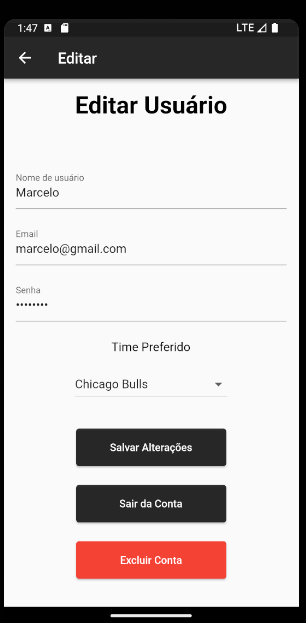 1:47 LTE
Editar
Editar Usuário
Nome de usuário
Marcelo
Email
marcelo@gmail.com
Senha
••••••••
Time Preferido
Chicago Bulls
Salvar Alterações
Sair da Conta
Excluir Conta